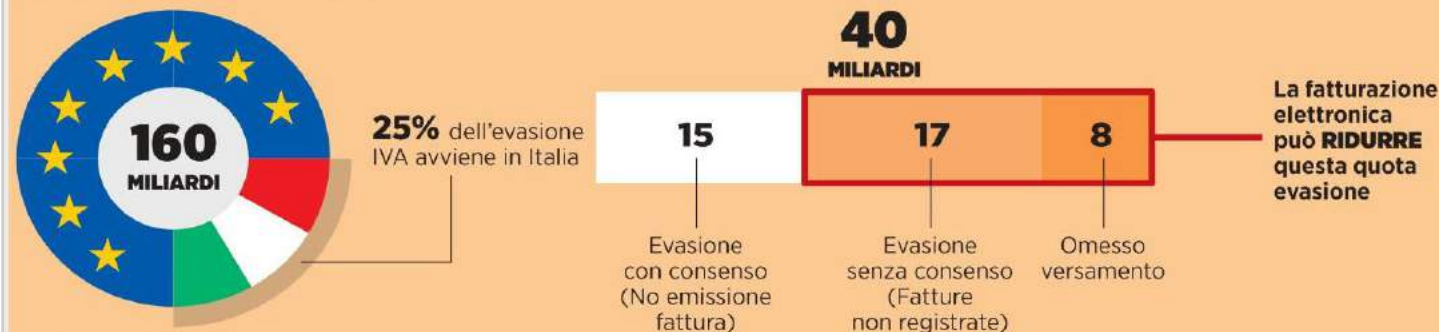 160
MILIARDI
25% dell'evasione
IVA avviene in Italia
40
MILIARDI
15
17
8
Evasione
con consenso
(No emissione
fattura)
Evasione
senza consenso
(Fatture
non registrate)
Omesso
versamento
La fatturazione
elettronica
può RIDURRE
questa quota
evasione